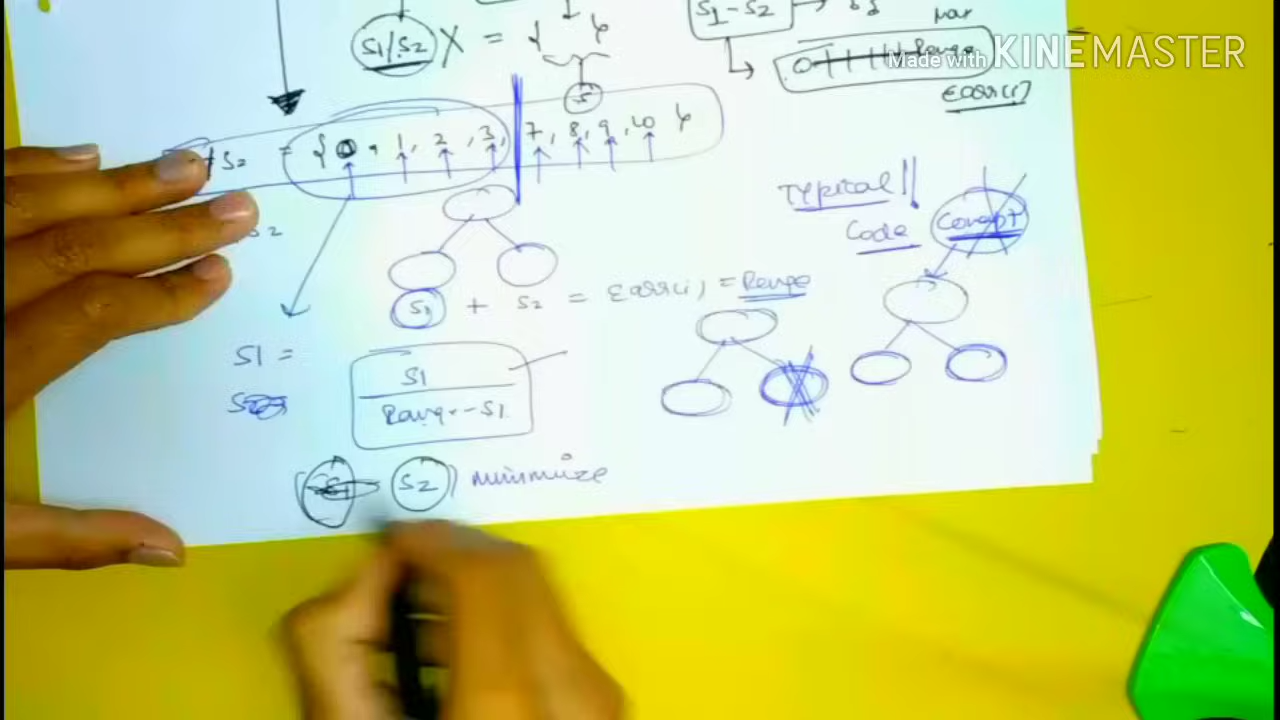 S1/S2 X = {
S1-S2
Range
Made with KINEMASTER
Σarr(i)
S2 = { 0, 1, 2, 3, 7, 8, 9, 10 }
Typical
Code Concept
S1 + S2 = Σarr(i) = Range
S1 =
S1
Range-S1
S2 ) minimize